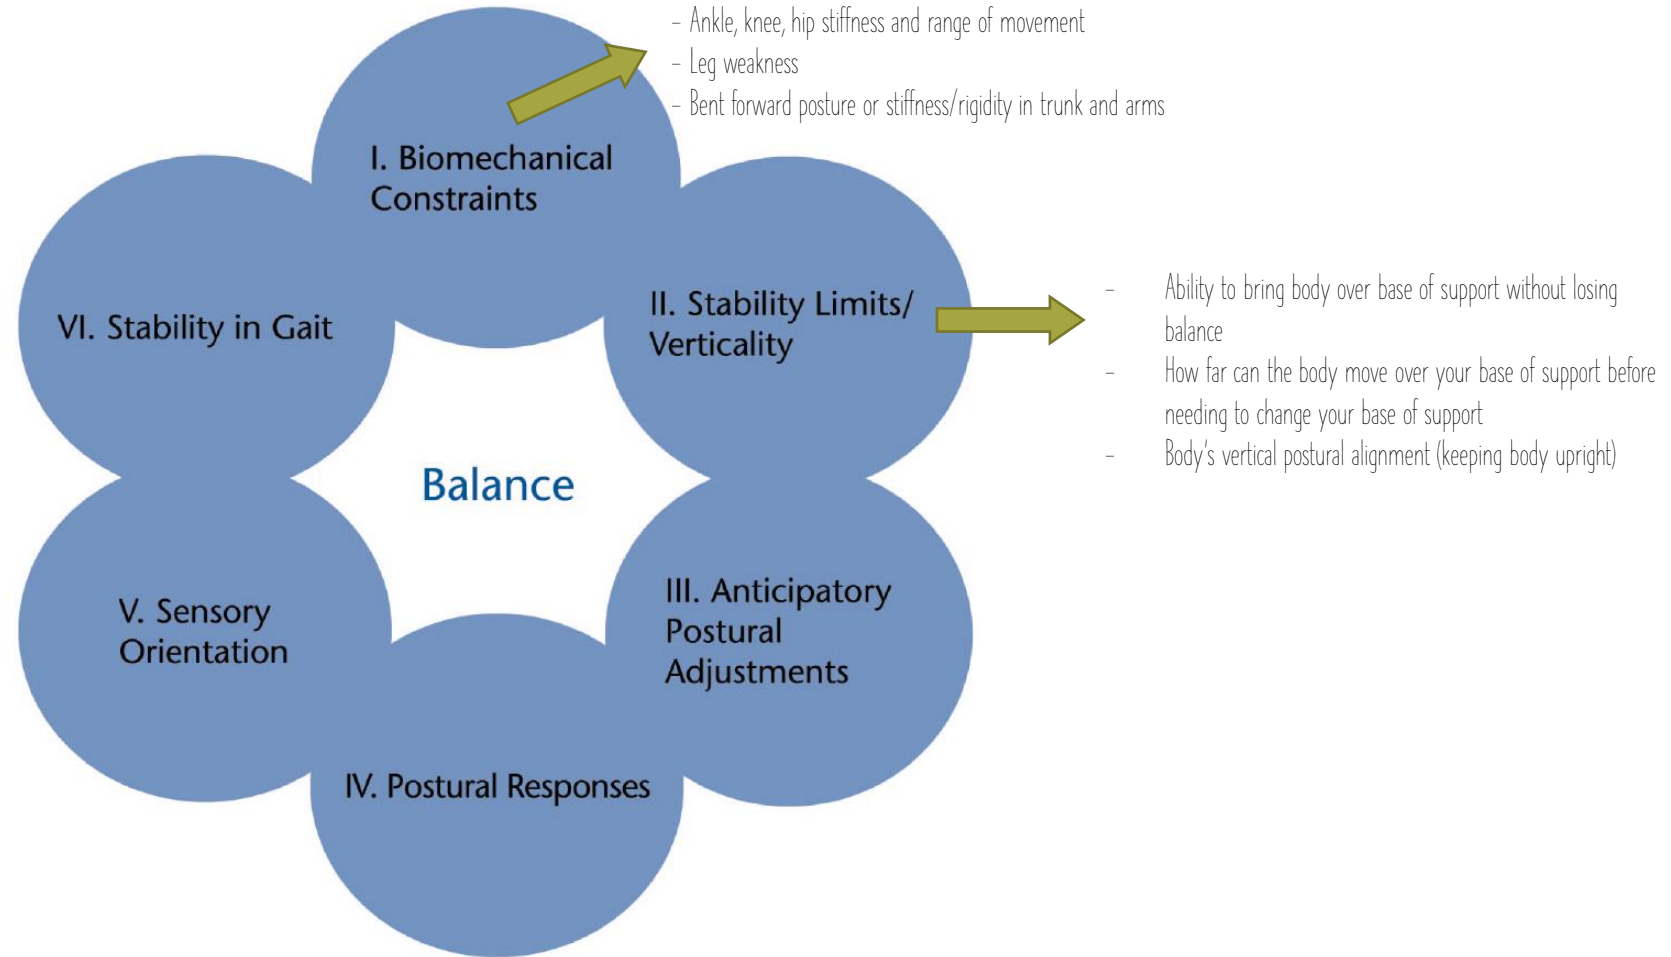 - Ankle, knee, hip stiffness and range of movement
- Leg weakness
- Bent forward posture or stiffness/rigidity in trunk and arms
I. Biomechanical
Constraints
II. Stability Limits/
Verticality
- Ability to bring body over base of support without losing
balance
- How far can the body move over your base of support before
needing to change your base of support
- Body's vertical postural alignment (keeping body upright)
VI. Stability in Gait
Balance
III. Anticipatory
Postural
Adjustments
V. Sensory
Orientation
IV. Postural Responses